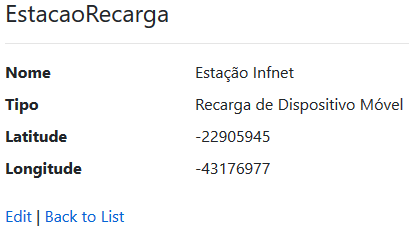 EstacaoRecarga
Nome Estação Infnet
Tipo Recarga de Dispositivo Móvel
Latitude -22905945
Longitude -43176977
Edit | Back to List